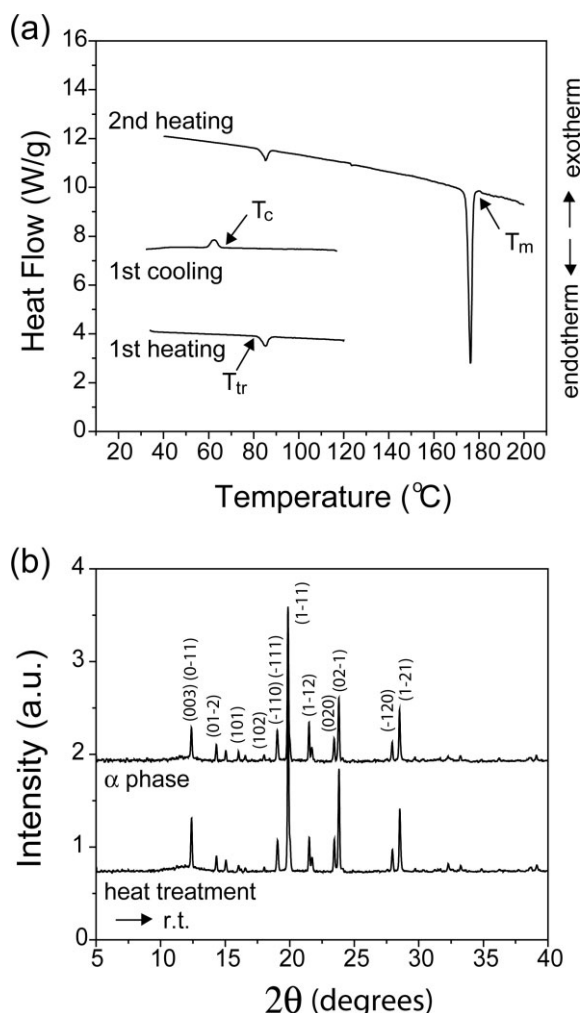 (a)
16
14
12
10
8
6
4
2
0
Heat Flow (W/g)
2nd heating
Tc
1st cooling
1st heating
Ttr
Tm
endotherm
exotherm
20 40 60 80 100 120 140 160 180 200
Temperature (°C)
(b)
4
3
2
1
0
Intensity (a.u.)
(003) (0-11)
(01-2)
(101)
(102)
(-110) (-111)
(1-11)
(1-12)
(020)
(02-1)
(-120)
(1-21)
α phase
heat treatment
→ r.t.
5 10 15 20 25 30 35 40
2θ (degrees)